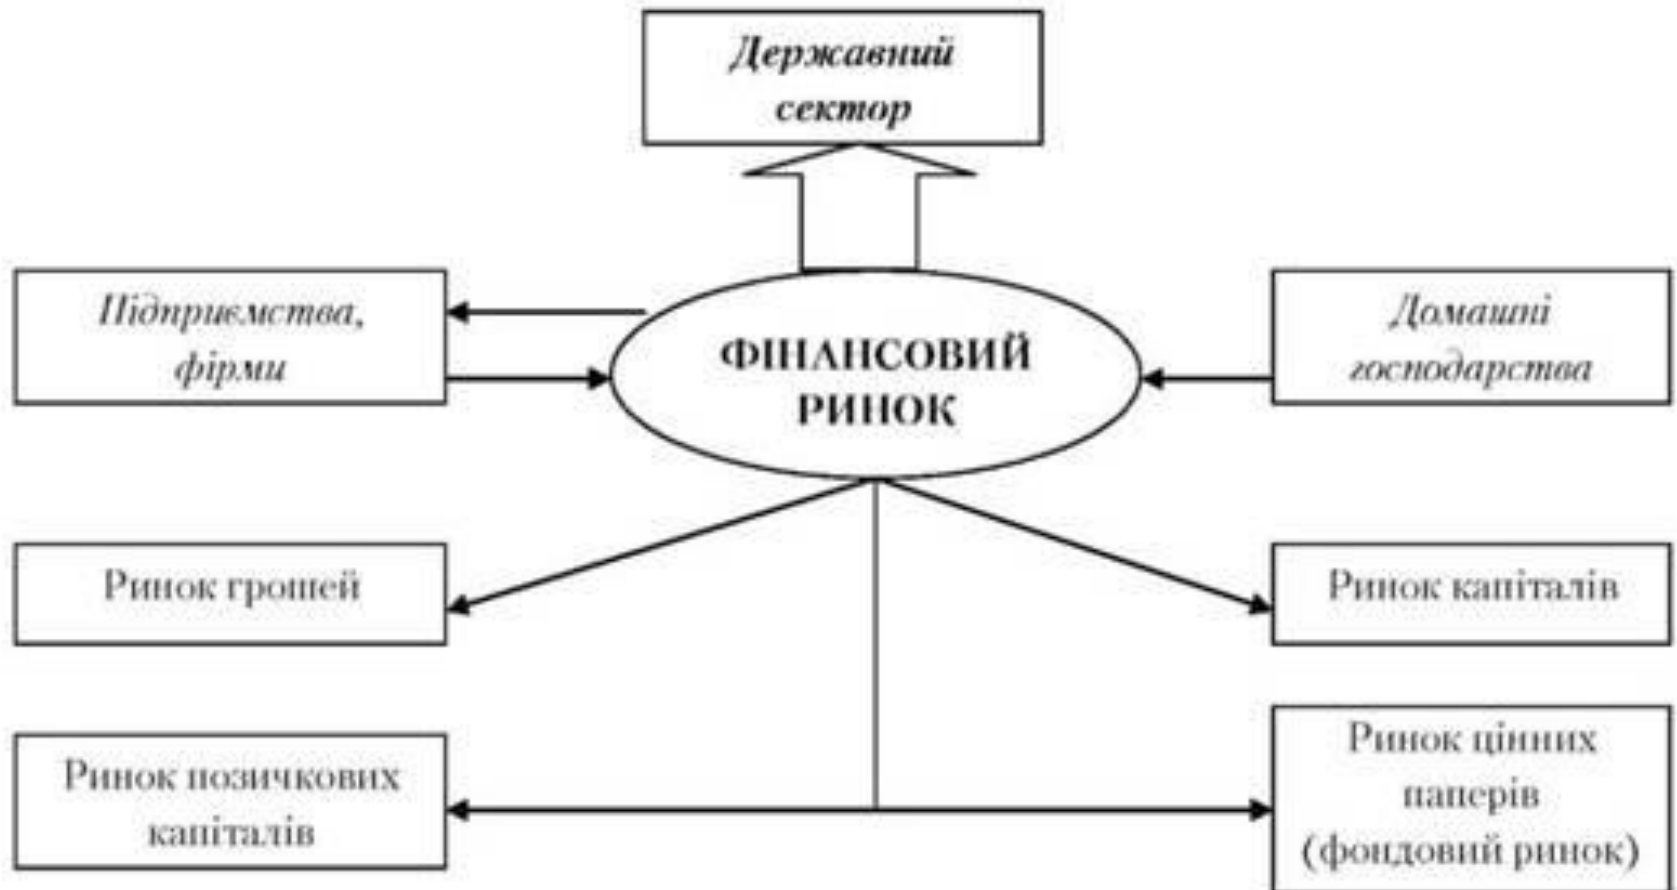 Державний
сектор
Підприємства,
фірми
ФІНАНСОВИЙ
РИНОК
Домашні
господарства
Ринок грошей
Ринок капіталів
Ринок позичкових
капіталів
Ринок цінних
паперів
(фондовий ринок)